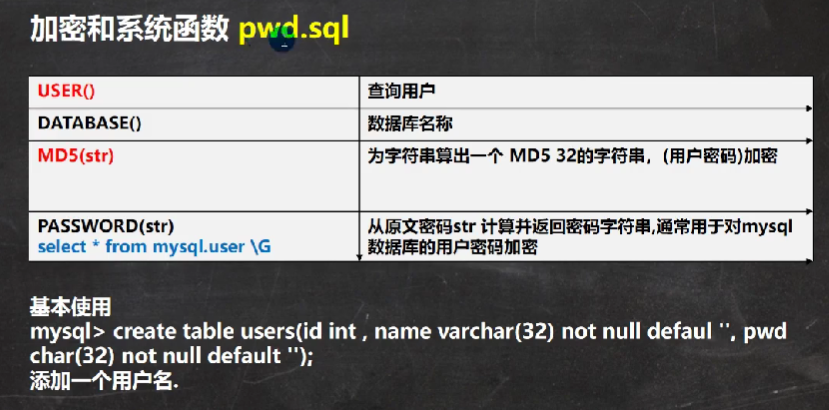 加密和系统函数 pwd.sql
USER()
查询用户
DATABASE()
数据库名称
MD5(str)
为字符串算出一个 MD5 32的字符串，(用户密码)加密
PASSWORD(str)
select * from mysql.user \G
从原文密码str 计算并返回密码字符串,通常用于对mysql
数据库的用户密码加密
基本使用
mysql> create table users(id int , name varchar(32) not null defaul '', pwd
char(32) not null default '');
添加一个用户名.